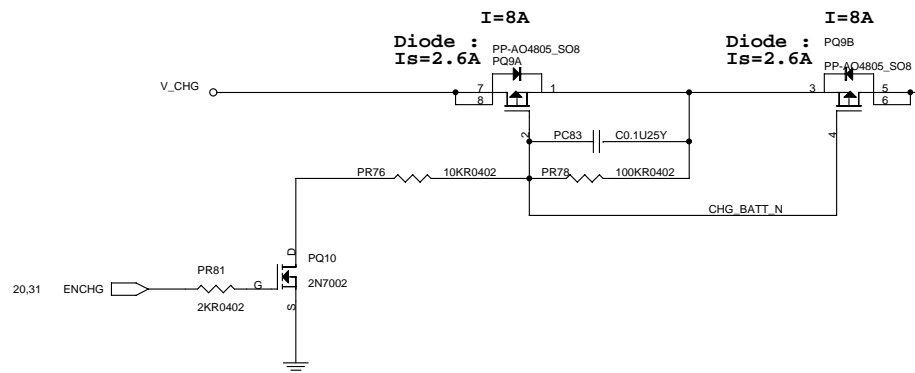 I=8A
I=8A
Diode :
Is=2.6A
PP-AO4805_SO8
PQ9A
Diode :
Is=2.6A
PQ9B
PP-AO4805_SO8
V_CHG
7
8
1
3
5
6
2
PC83
C0.1U25Y
4
PR76
10KR0402
PR78
100KR0402
CHG_BATT_N
D
PQ10
PR81
G
2N7002
20,31
ENCHG
2KR0402
S